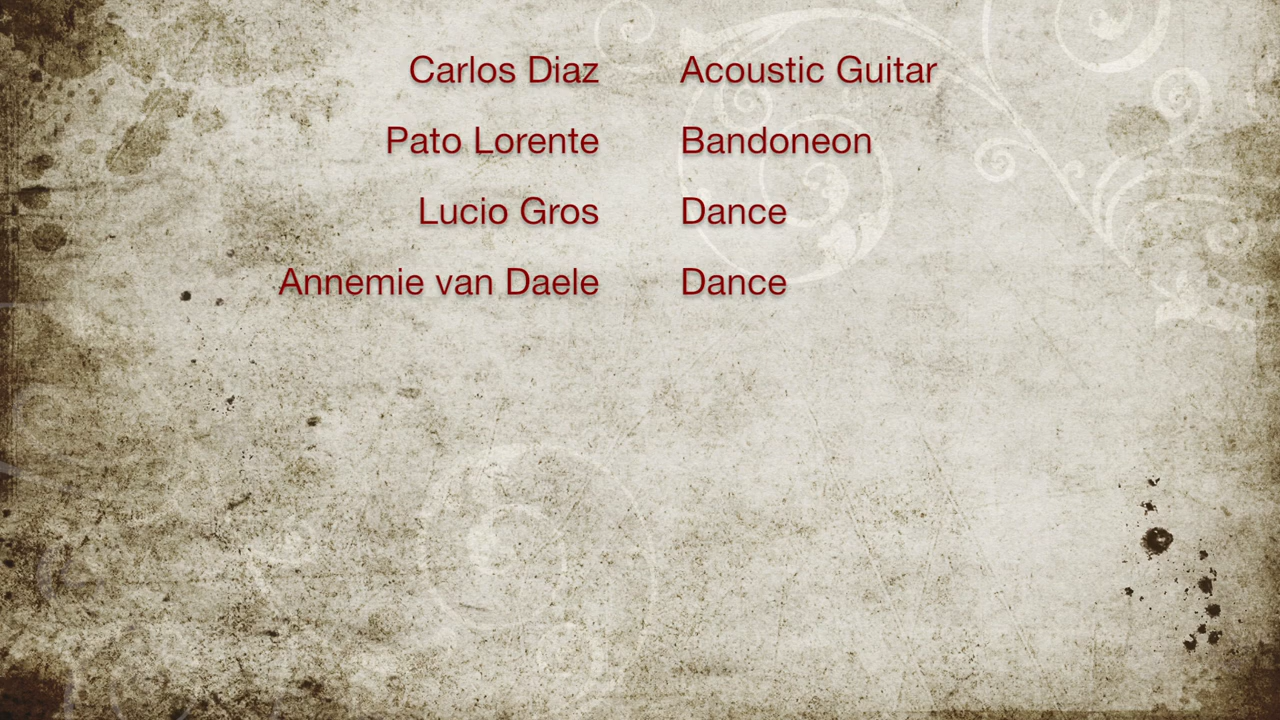 Carlos Diaz Acoustic Guitar
Pato Lorente Bandoneon
Lucio Gros Dance
Annemie van Daele Dance